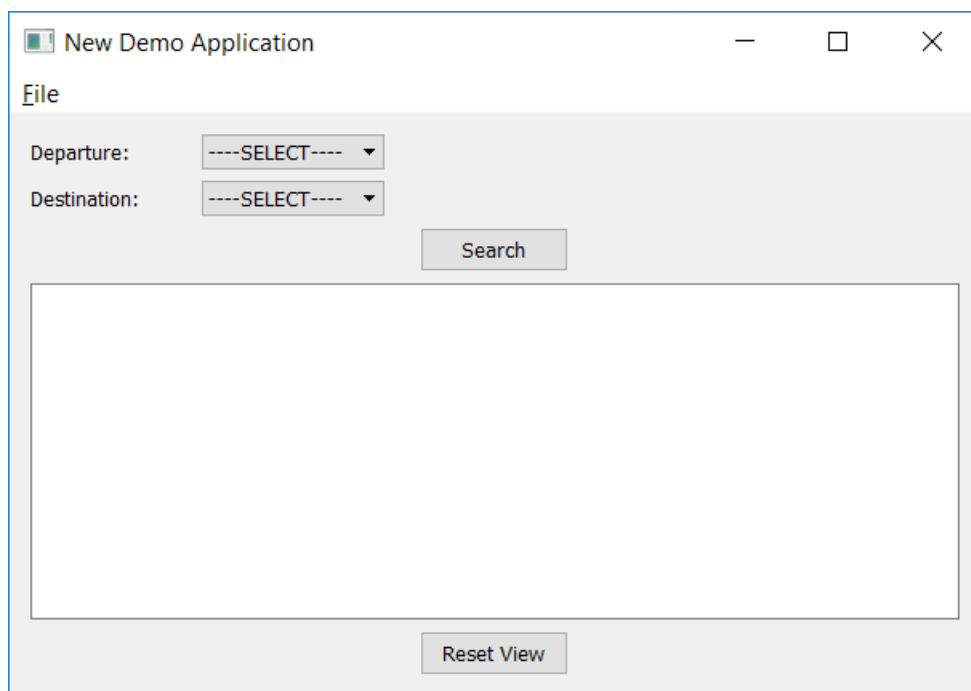 New Demo Application
File
Departure: ----SELECT----
Destination: ----SELECT----
Search
Reset View